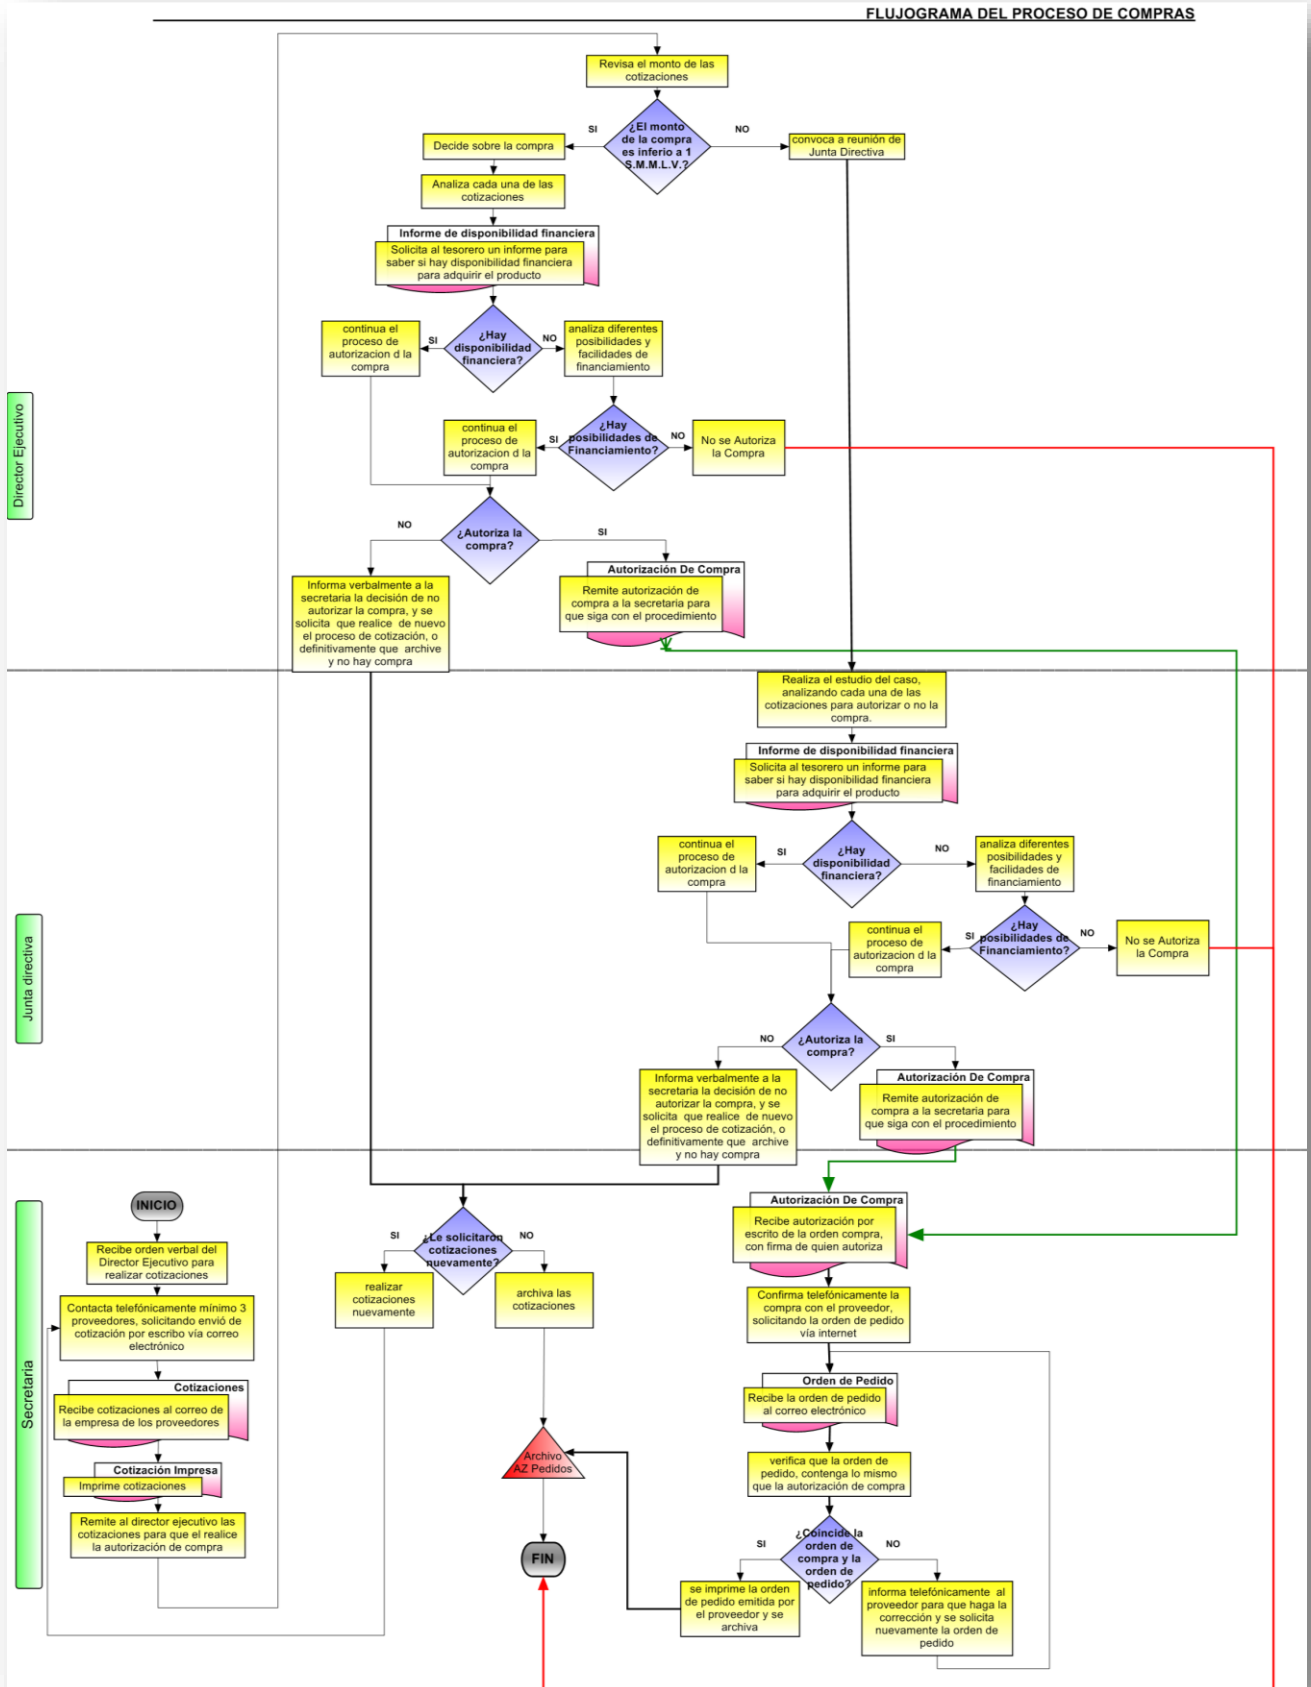 FLUJOGRAMA DEL PROCESO DE COMPRAS
Revisa el monto de las
cotizaciones
¿El monto
de la compra
es inferio a 1
S.M.M.L.V.?
SI
NO
Decide sobre la compra
convoca a reunión de
Junta Directiva
Analiza cada una de las
cotizaciones
Informe de disponibilidad financiera
Solicita al tesorero un informe para
saber si hay disponibilidad financiera
para adquirir el producto
¿Hay
disponibilidad
financiera?
SI
NO
continua el
proceso de
autorizacion d la
compra
analiza diferentes
posibilidades y
facilidades de
financiamiento
¿Hay
posibilidades de
Financiamiento?
SI
NO
continua el
proceso de
autorizacion d la
compra
No se Autoriza
la Compra
Director Ejecutivo
¿Autoriza la
compra?
NO
SI
Informa verbalmente a la
secretaria la decisión de no
autorizar la compra, y se
solicita que realice de nuevo
el proceso de cotización, o
definitivamente que archive
y no hay compra
Autorización De Compra
Remite autorización de
compra a la secretaria para
que siga con el procedimiento
Realiza el estudio del caso,
analizando cada una de las
cotizaciones para autorizar o no la
compra.
Informe de disponibilidad financiera
Solicita al tesorero un informe para
saber si hay disponibilidad financiera
para adquirir el producto
¿Hay
disponibilidad
financiera?
SI
NO
continua el
proceso de
autorizacion d la
compra
analiza diferentes
posibilidades y
facilidades de
financiamiento
¿Hay
posibilidades de
Financiamiento?
SI
NO
continua el
proceso de
autorizacion d la
compra
No se Autoriza
la Compra
Junta directiva
¿Autoriza la
compra?
NO
SI
Informa verbalmente a la
secretaria la decisión de no
autorizar la compra, y se
solicita que realice de nuevo
el proceso de cotización, o
definitivamente que archive
y no hay compra
Autorización De Compra
Remite autorización de
compra a la secretaria para
que siga con el procedimiento
Secretaria
INICIO
Recibe orden verbal del
Director Ejecutivo para
realizar cotizaciones
Contacta telefónicamente mínimo 3
proveedores, solicitando envió de
cotización por escribo vía correo
electrónico
Cotizaciones
Recibe cotizaciones al correo de
la empresa de los proveedores
Cotización Impresa
Imprime cotizaciones
Remite al director ejecutivo las
cotizaciones para que el realice
la autorización de compra
¿Le solicitaron
cotizaciones
nuevamente?
SI
NO
realizar
cotizaciones
nuevamente
archiva las
cotizaciones
Archivo
AZ Pedidos
FIN
Autorización De Compra
Recibe autorización por
escrito de la orden compra,
con firma de quien autoriza
Confirma telefónicamente la
compra con el proveedor,
solicitando la orden de pedido
vía internet
Orden de Pedido
Recibe la orden de pedido
al correo electrónico
verifica que la orden de
pedido, contenga lo mismo
que la autorización de compra
¿Coincide la
orden de
compra y la
orden de
pedido?
SI
NO
se imprime la orden
de pedido emitida por
el proveedor y se
archiva
informa telefónicamente al
proveedor para que haga la
corrección y se solicita
nuevamente la orden de
pedido